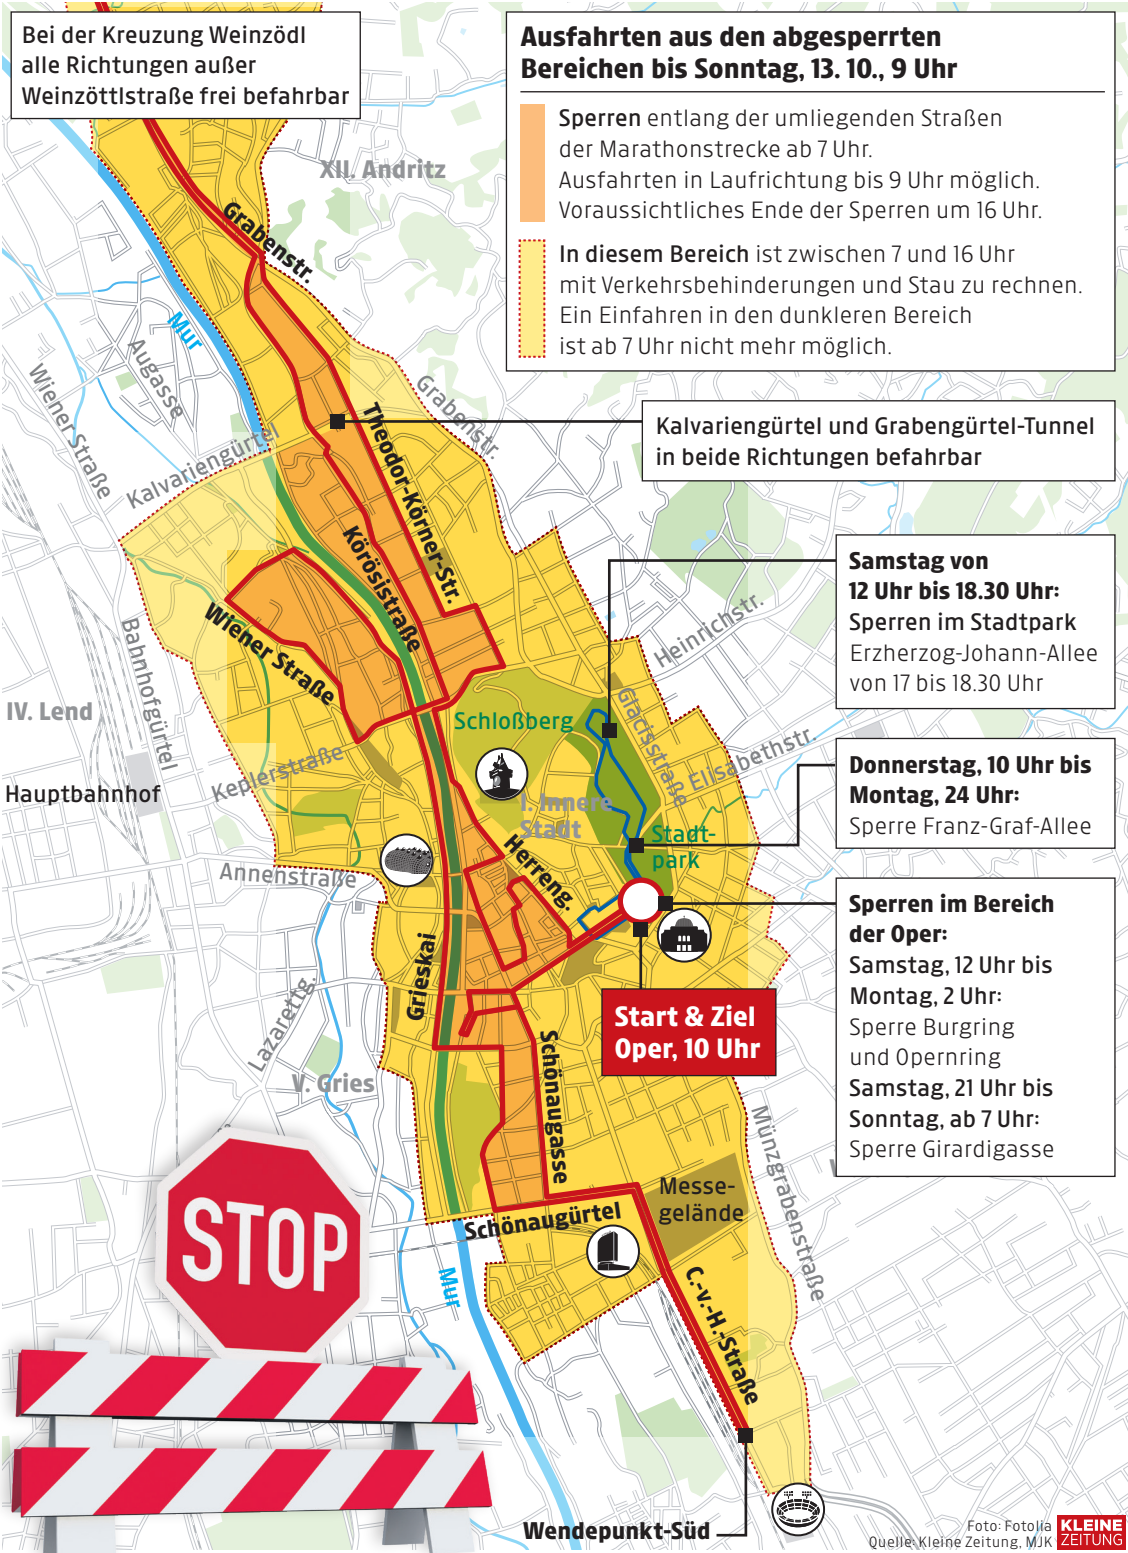 Bei der Kreuzung Weinzödl
alle Richtungen außer
Weinzöttlstraße frei befahrbar
Ausfahrten aus den abgesperrten
Bereichen bis Sonntag, 13. 10., 9 Uhr
Sperren entlang der umliegenden Straßen
der Marathonstrecke ab 7 Uhr.
Ausfahrten in Laufrichtung bis 9 Uhr möglich.
Voraussichtliches Ende der Sperren um 16 Uhr.
In diesem Bereich ist zwischen 7 und 16 Uhr
mit Verkehrsbehinderungen und Stau zu rechnen.
Ein Einfahren in den dunkleren Bereich
ist ab 7 Uhr nicht mehr möglich.
XII. Andritz
Grabenstr.
Mur
Augasse
Wiener Straße
Kalvariengürtel
Grabenstr.
Theodor-Körner-Str.
Kalvariengürtel und Grabengürtel-Tunnel
in beide Richtungen befahrbar
Körösistraße
Samstag von
12 Uhr bis 18.30 Uhr:
Sperren im Stadtpark
Erzherzog-Johann-Allee
von 17 bis 18.30 Uhr
Heinrichstr.
Wiener Straße
Bahnhofgürtel
IV. Lend
Schloßberg
Glacisstraße
Elisabethstr.
Keplerstraße
Hauptbahnhof
I. Innere
Stadt
Stadt-
park
Donnerstag, 10 Uhr bis
Montag, 24 Uhr:
Sperre Franz-Graf-Allee
Herreng.
Annenstraße
Sperren im Bereich
der Oper:
Samstag, 12 Uhr bis
Montag, 2 Uhr:
Sperre Burgring
und Opernring
Samstag, 21 Uhr bis
Sonntag, ab 7 Uhr:
Sperre Girardigasse
Grieskai
Lazarettg.
Start & Ziel
Oper, 10 Uhr
Schönaugasse
V. Gries
Münzgrabenstraße
Messe-
gelände
Schönaugürtel
STOP
Mur
C.-v.-H.-Straße
Wendepunkt-Süd
Foto: Fotolia
Quelle: Kleine Zeitung, MJK
KLEINE
ZEITUNG